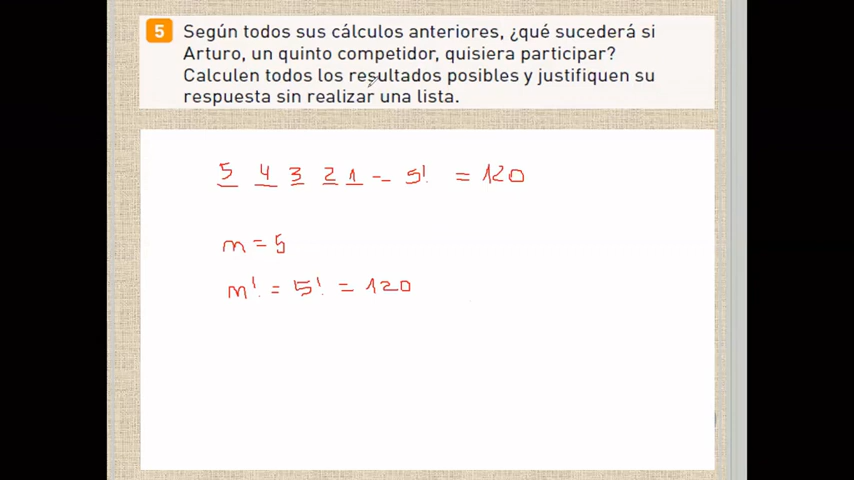 5 Según todos sus cálculos anteriores, ¿qué sucederá si
Arturo, un quinto competidor, quisiera participar?
Calculen todos los resultados posibles y justifiquen su
respuesta sin realizar una lista.
5 4 3 2 1 -- 5! = 120
m = 5
m! = 5! = 120